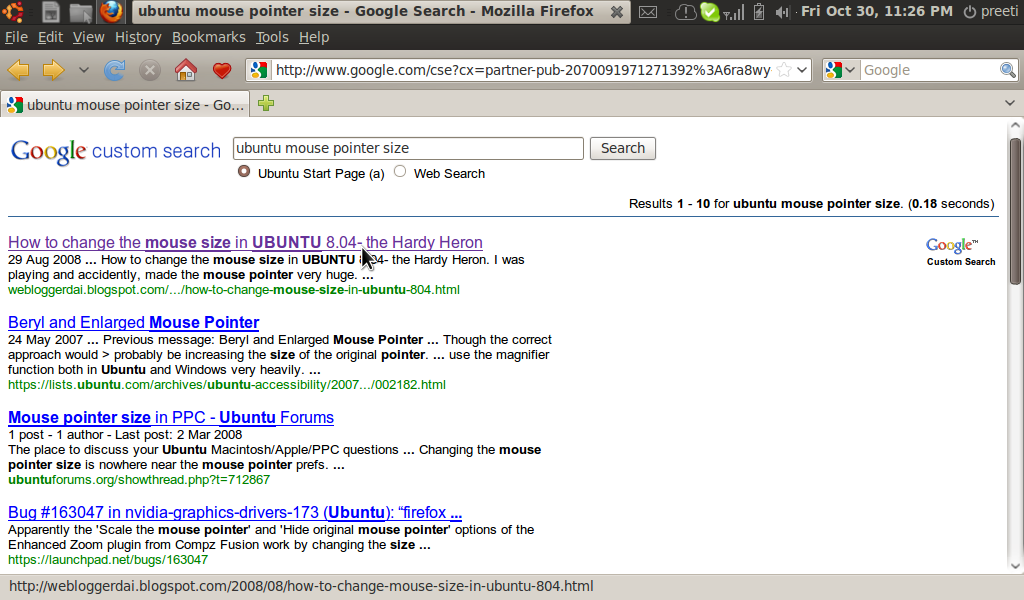 ubuntu mouse pointer size - Google Search - Mozilla Firefox
Fri Oct 30, 11:26 PM preeti
File Edit View History Bookmarks Tools Help
http://www.google.com/cse?cx=partner-pub-2070091971271392%3A6ra8wy
Google
ubuntu mouse pointer size - Go...
Google custom search
ubuntu mouse pointer size
Search
Ubuntu Start Page (a) Web Search
Results 1 - 10 for ubuntu mouse pointer size. (0.18 seconds)
How to change the mouse size in UBUNTU 8.04- the Hardy Heron
29 Aug 2008 ... How to change the mouse size in UBUNTU 04- the Hardy Heron. I was
playing and accidently, made the mouse pointer very huge. ...
webloggerdai.blogspot.com/.../how-to-change-mouse-size-in-ubuntu-804.html
Google™
Custom Search
Beryl and Enlarged Mouse Pointer
24 May 2007 ... Previous message: Beryl and Enlarged Mouse Pointer ... Though the correct
approach would > probably be increasing the size of the original pointer. ... use the magnifier
function both in Ubuntu and Windows very heavily. ...
https://lists.ubuntu.com/archives/ubuntu-accessibility/2007.../002182.html
Mouse pointer size in PPC - Ubuntu Forums
1 post - 1 author - Last post: 2 Mar 2008
The place to discuss your Ubuntu Macintosh/Apple/PPC questions ... Changing the mouse
pointer size is nowhere near the mouse pointer prefs. ...
ubuntuforums.org/showthread.php?t=712867
Bug #163047 in nvidia-graphics-drivers-173 (Ubuntu): “firefox ...
Apparently the 'Scale the mouse pointer' and 'Hide original mouse pointer' options of the
Enhanced Zoom plugin from Compz Fusion work by changing the size ...
https://launchpad.net/bugs/163047
http://webloggerdai.blogspot.com/2008/08/how-to-change-mouse-size-in-ubuntu-804.html